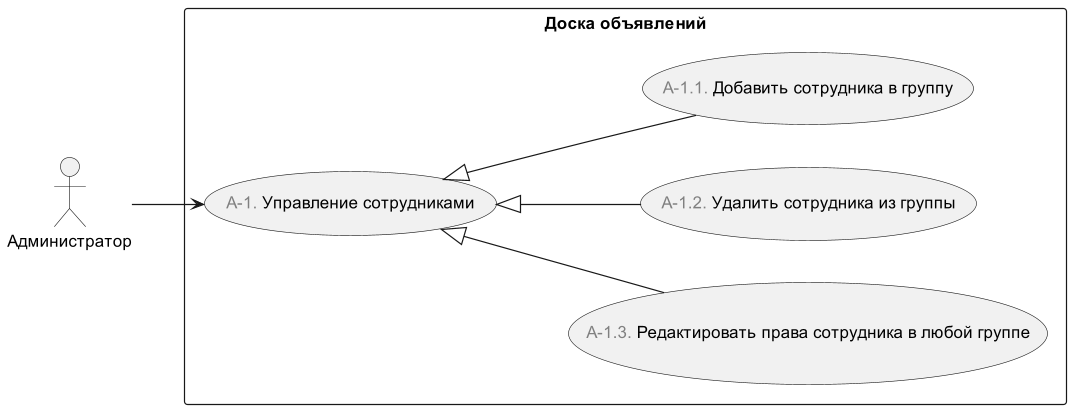 Доска объявлений
А-1.1. Добавить сотрудника в группу
А-1. Управление сотрудниками
А-1.2. Удалить сотрудника из группы
Администратор
А-1.3. Редактировать права сотрудника в любой группе